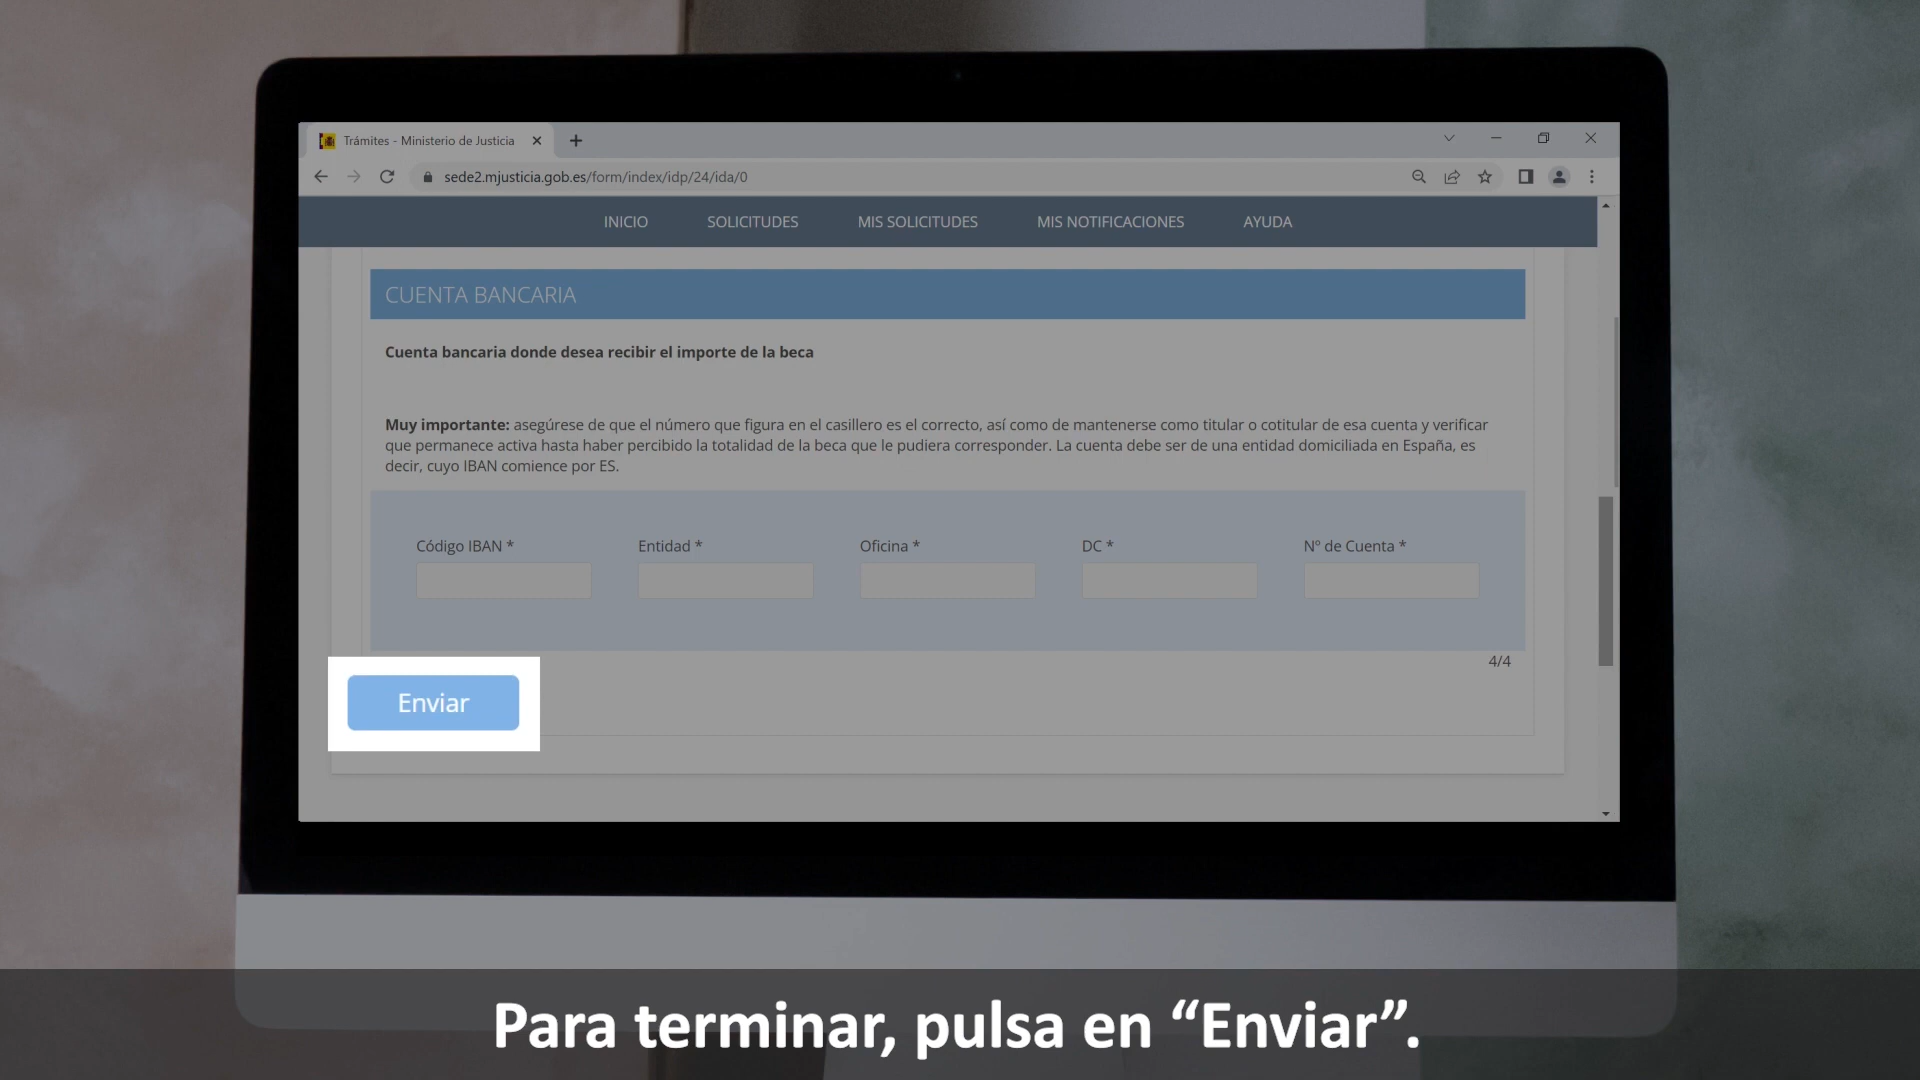 Trámites - Ministerio de Justicia
sede2.mjusticia.gob.es/form/index/idp/24/ida/0
INICIO SOLICITUDES MIS SOLICITUDES MIS NOTIFICACIONES AYUDA
CUENTA BANCARIA
Cuenta bancaria donde desea recibir el importe de la beca
Muy importante: asegúrese de que el número que figura en el casillero es el correcto, así como de mantenerse como titular o cotitular de esa cuenta y verificar
que permanece activa hasta haber percibido la totalidad de la beca que le pudiera corresponder. La cuenta debe ser de una entidad domiciliada en España, es
decir, cuyo IBAN comience por ES.
Código IBAN * Entidad * Oficina * DC * Nº de Cuenta *
4/4
Enviar
Para terminar, pulsa en “Enviar”.